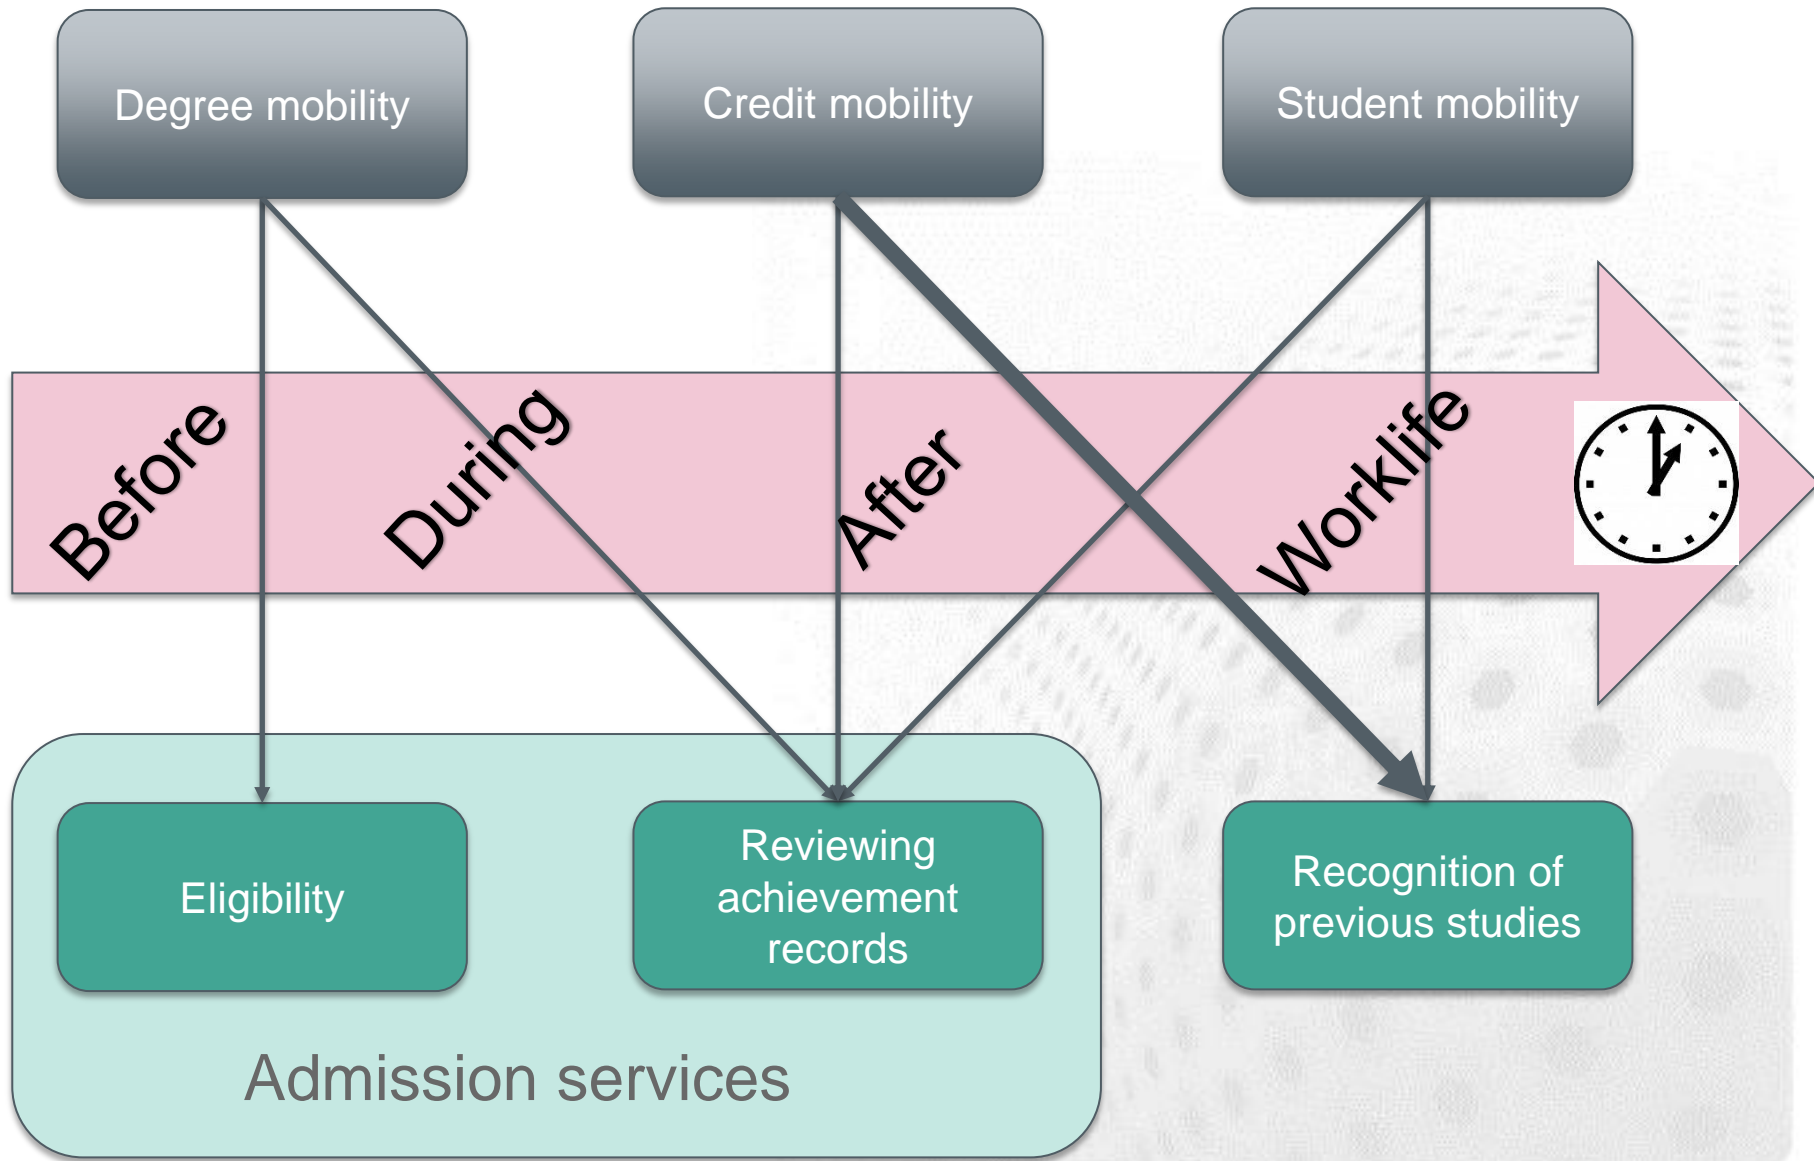 Degree mobility
Credit mobility
Student mobility
Before
During
After
Worklife
Eligibility
Reviewing
achievement
records
Recognition of
previous studies
Admission services